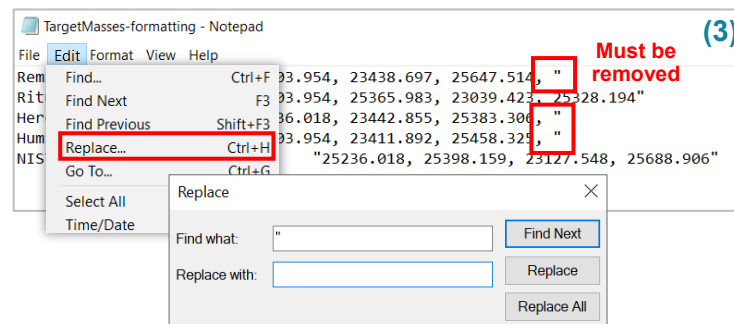 TargetMasses-formatting - Notepad
(3)
File Edit Format View Help
Must be
removed
Rem 03.954, 23438.697, 25647.514, "
Rit 03.954, 25365.983, 23039.423, 25328.194"
Her 36.018, 23442.855, 25383.306, "
Hum 03.954, 23411.892, 25458.325, "
NIS "25236.018, 25398.159, 23127.548, 25688.906"
Find... Ctrl+F
Find Next F3
Find Previous Shift+F3
Replace... Ctrl+H
Go To... Ctrl+G
Select All
Time/Date
Replace
Find what: "
Find Next
Replace with:
Replace
Replace All